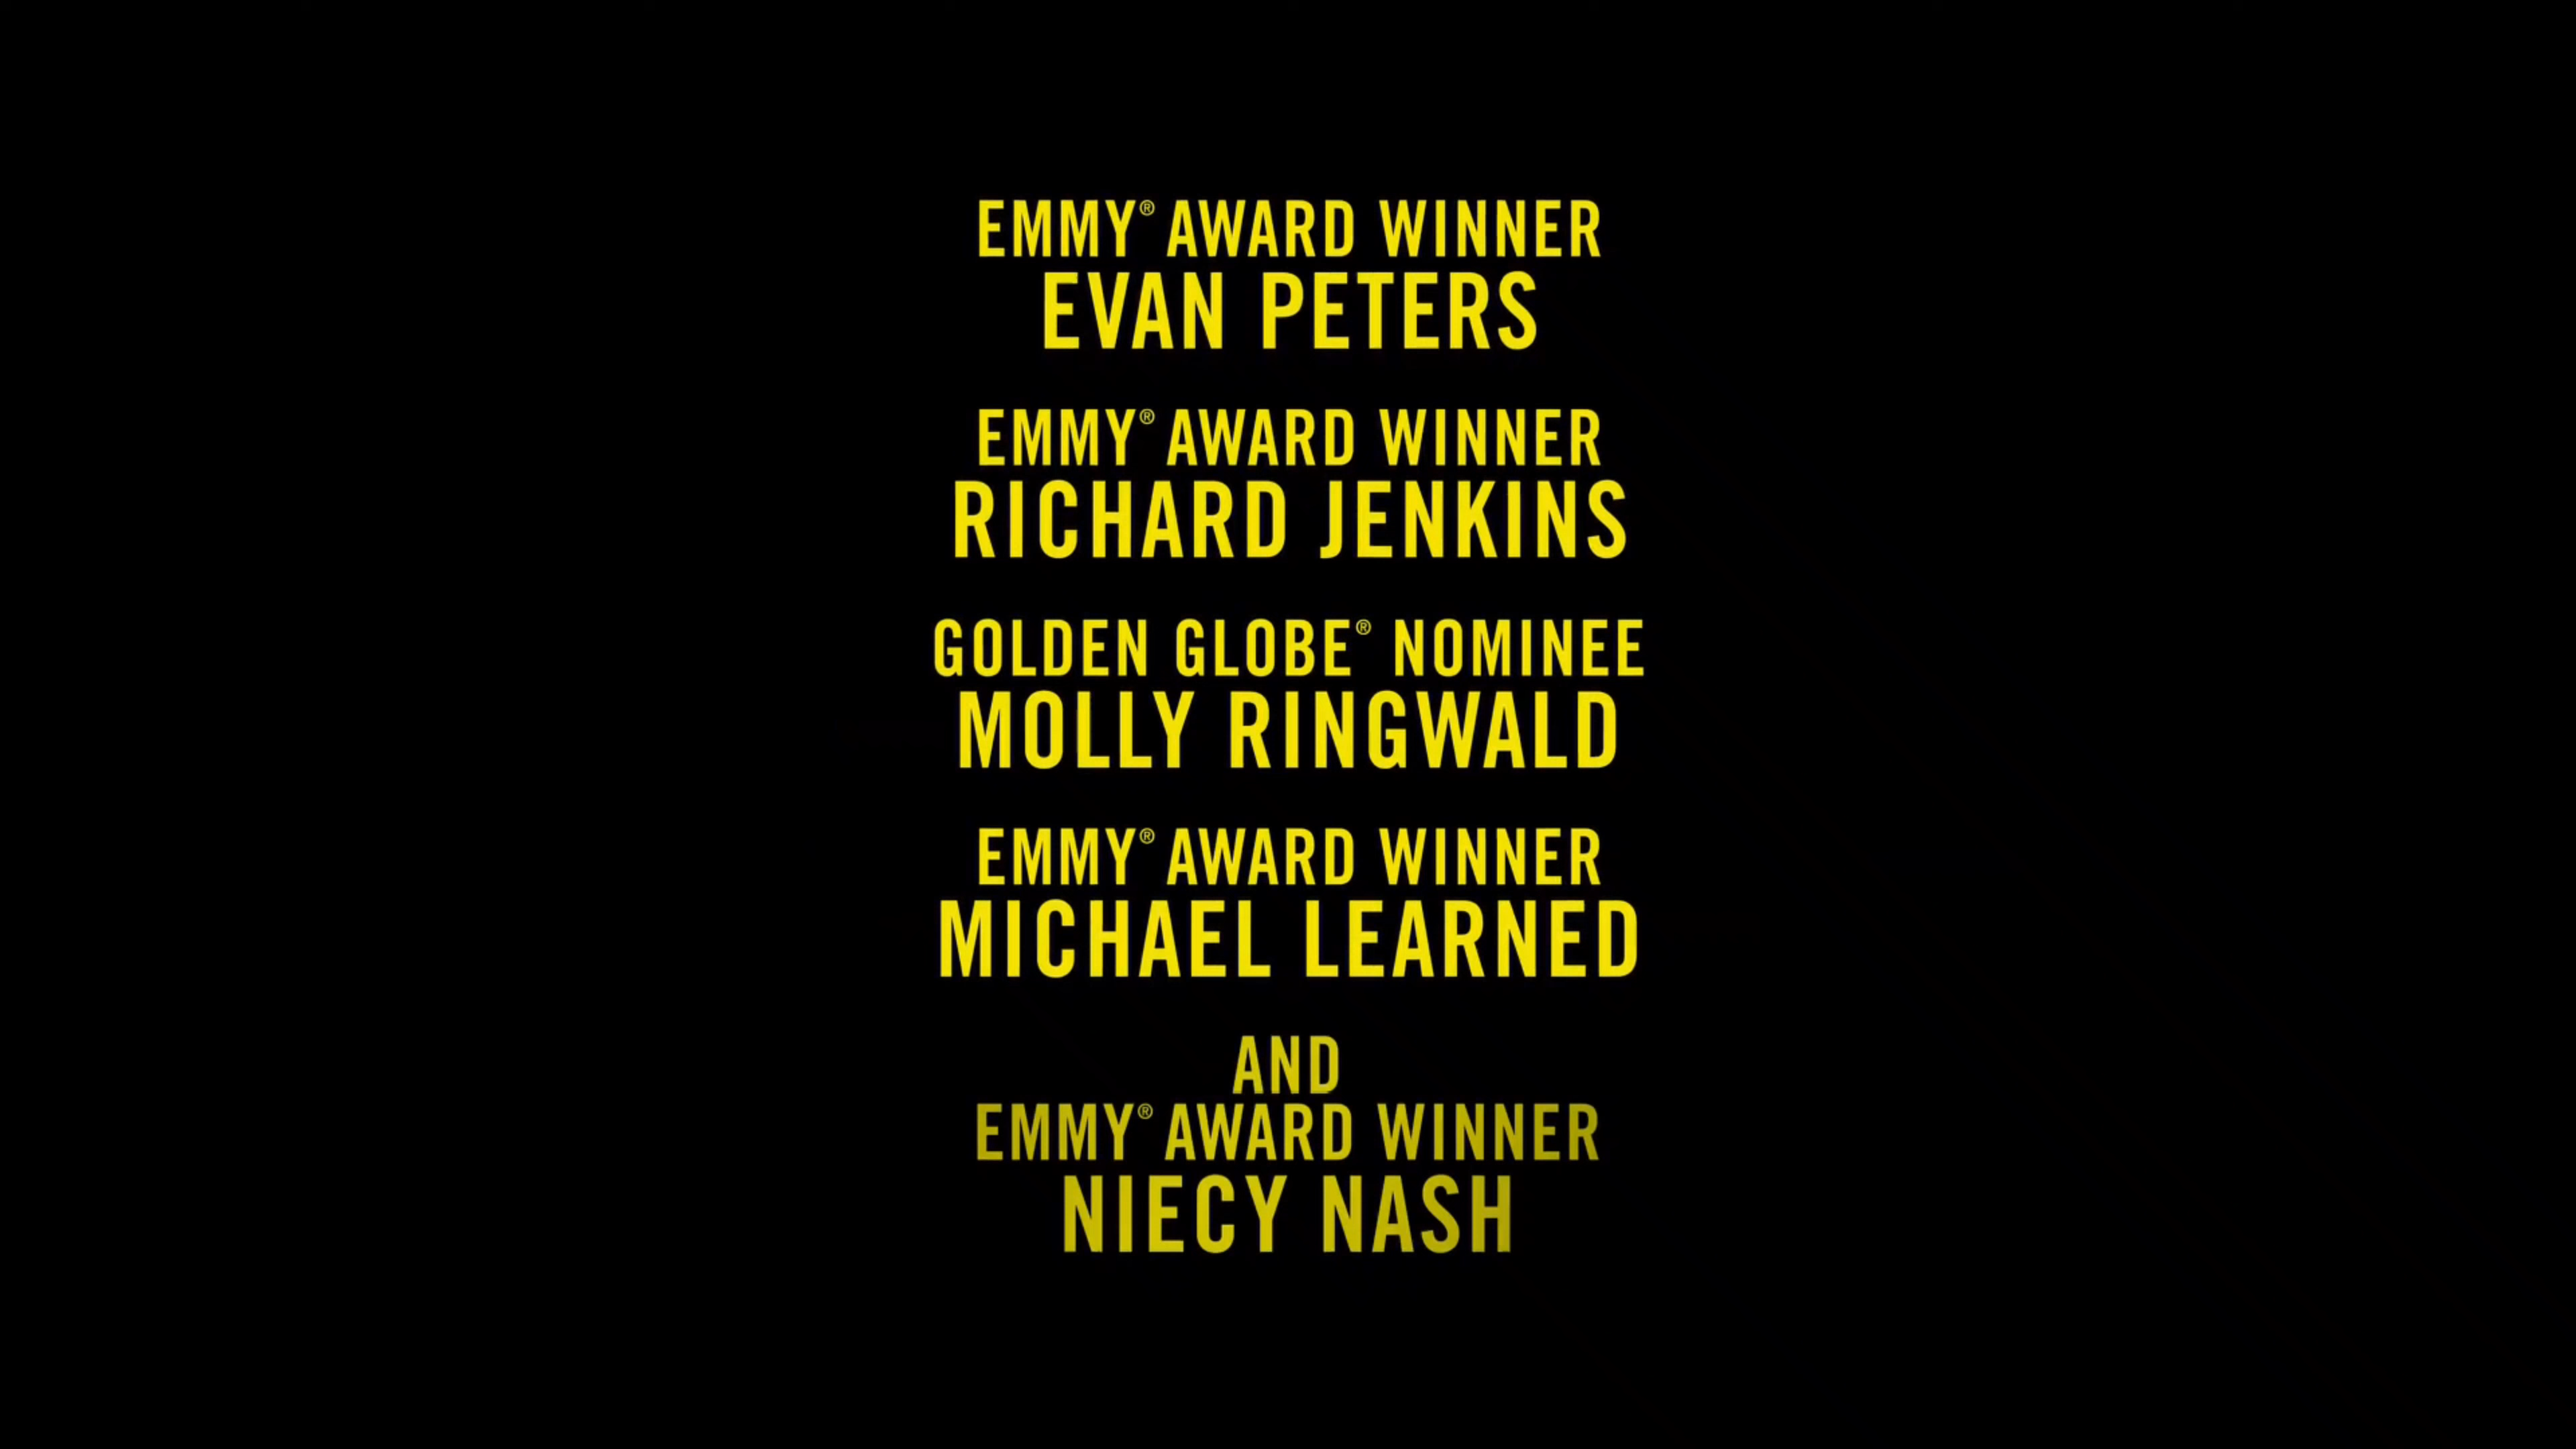 EMMY® AWARD WINNER
EVAN PETERS
EMMY® AWARD WINNER
RICHARD JENKINS
GOLDEN GLOBE® NOMINEE
MOLLY RINGWALD
EMMY® AWARD WINNER
MICHAEL LEARNED
AND
EMMY® AWARD WINNER
NIECY NASH